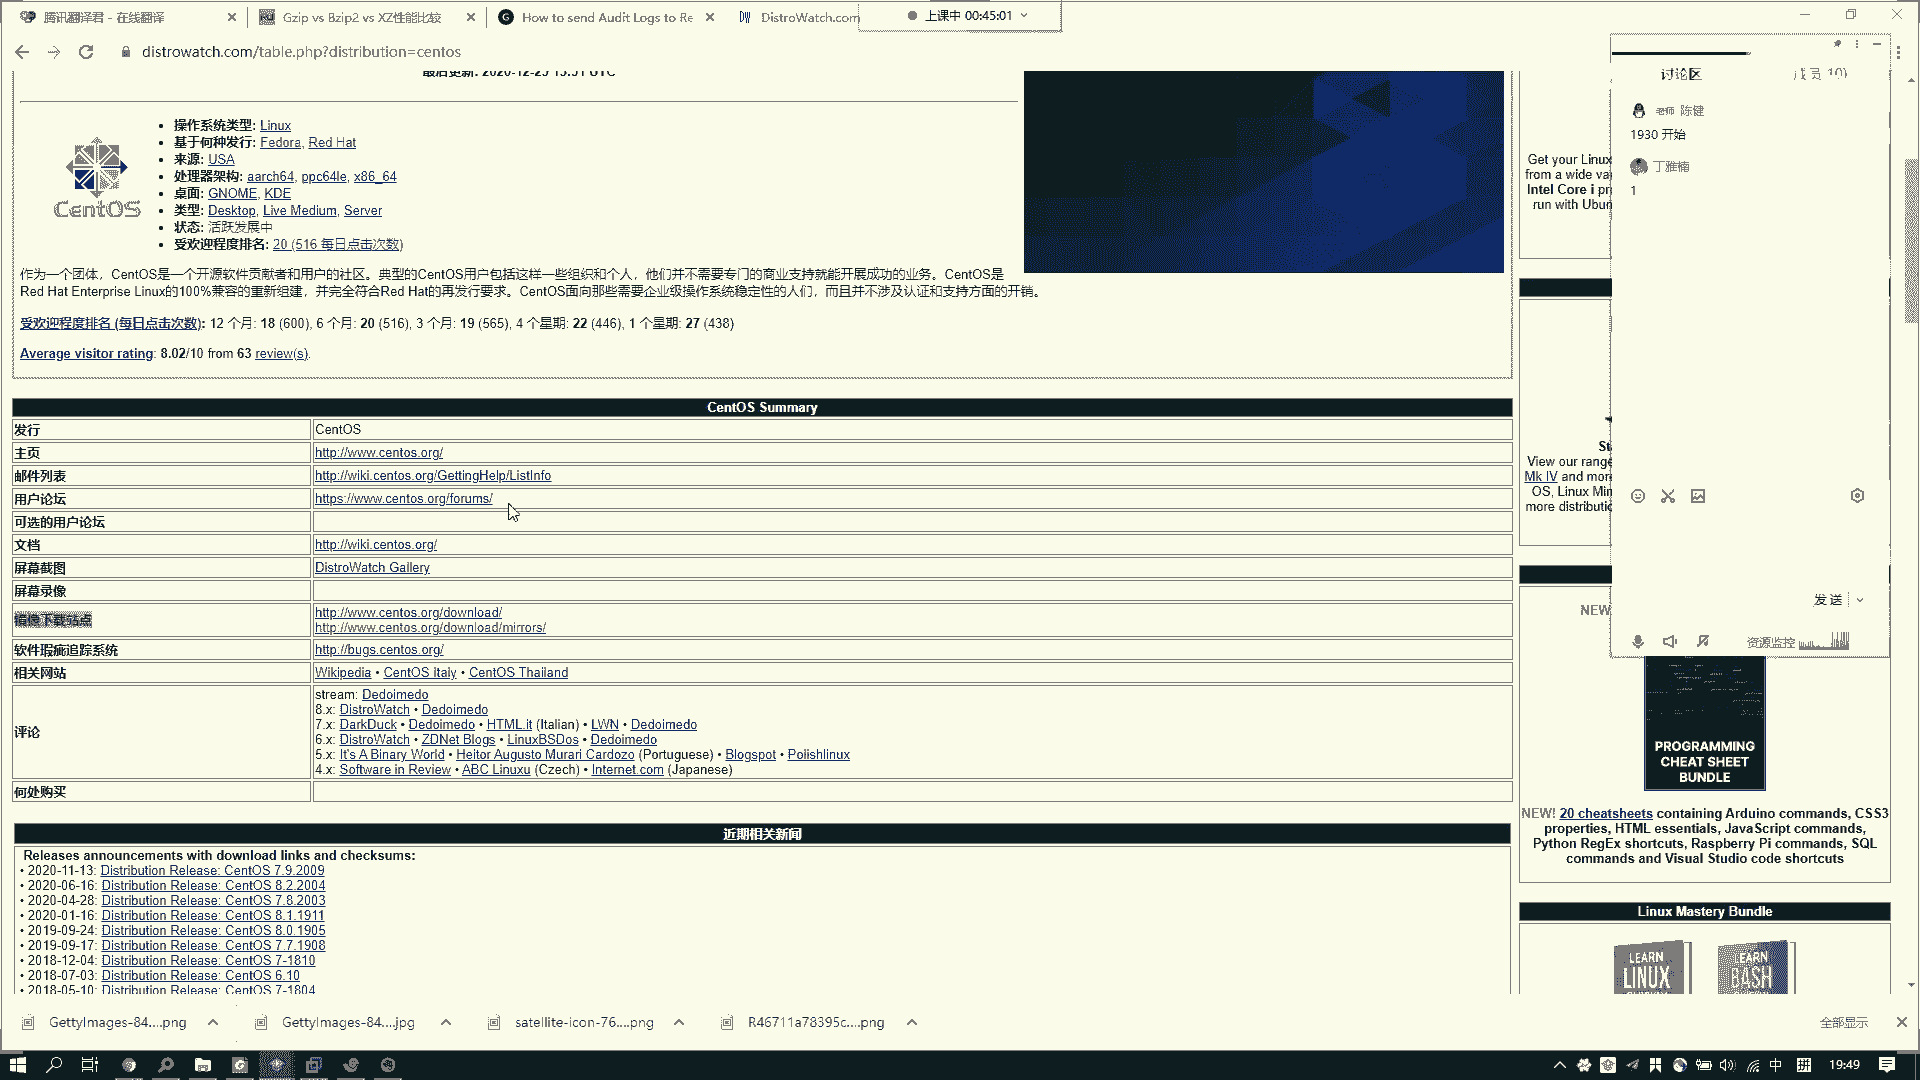 腾讯翻译君 - 在线翻译
Gzip vs Bzip2 vs XZ性能比较
How to send Audit Logs to Re
DistroWatch.com
上课中 00:45:01
distrowatch.com/table.php?distribution=centos
最后更新: 2020-12-25 15:51 UTC
CentOS
• 操作系统类型: Linux
• 基于何种发行: Fedora, Red Hat
• 来源: USA
• 处理器架构: aarch64, ppc64le, x86_64
• 桌面: GNOME, KDE
• 类型: Desktop, Live Medium, Server
• 状态: 活跃发展中
• 受欢迎程度排名: 20 (516 每日点击次数)
作为一个团体，CentOS是一个开源软件贡献者和用户的社区。典型的CentOS用户包括这样一些组织和个人，他们并不需要专门的商业支持就能开展成功的业务。CentOS是
Red Hat Enterprise Linux的100%兼容的重新组建，并完全符合Red Hat的再发行要求。CentOS面向那些需要企业级操作系统稳定性的人们，而且并不涉及认证和支持方面的开销。
受欢迎程度排名 (每日点击次数): 12 个月: 18 (600), 6 个月: 20 (516), 3 个月: 19 (565), 4 个星期: 22 (446), 1 个星期: 27 (438)
Average visitor rating: 8.02/10 from 63 review(s).
CentOS Summary
发行 CentOS
主页 http://www.centos.org/
邮件列表 http://wiki.centos.org/GettingHelp/ListInfo
用户论坛 https://www.centos.org/forums/
可选的用户论坛
文档 http://wiki.centos.org/
屏幕截图 DistroWatch Gallery
屏幕录像
镜像下载站点 http://www.centos.org/download/
http://www.centos.org/download/mirrors/
软件瑕疵追踪系统 http://bugs.centos.org/
相关网站 Wikipedia • CentOS Italy • CentOS Thailand
评论
stream: Dedoimedo
8.x: DistroWatch • Dedoimedo
7.x: DarkDuck • Dedoimedo • HTML.it (Italian) • LWN • Dedoimedo
6.x: DistroWatch • ZDNet Blogs • LinuxBSDos • Dedoimedo
5.x: It's A Binary World • Heitor Augusto Murari Cardozo (Portuguese) • Blogspot • Polishlinux
4.x: Software in Review • ABC Linuxu (Czech) • Internet.com (Japanese)
何处购买
近期相关新闻
Releases announcements with download links and checksums:
• 2020-11-13: Distribution Release: CentOS 7.9.2009
• 2020-06-16: Distribution Release: CentOS 8.2.2004
• 2020-04-28: Distribution Release: CentOS 7.8.2003
• 2020-01-16: Distribution Release: CentOS 8.1.1911
• 2019-09-24: Distribution Release: CentOS 8.0.1905
• 2019-09-17: Distribution Release: CentOS 7.7.1908
• 2018-12-04: Distribution Release: CentOS 7-1810
• 2018-07-03: Distribution Release: CentOS 6.10
• 2018-05-10: Distribution Release: CentOS 7-1804
Get your Linux
from a wide va
Intel Core i pr
run with Ubun
St
View our range
Mk IV and mor
OS, Linux Min
more distributio
NEW
讨论区
成员 10)
老师 陈健
1930 开始
丁雅楠
1
发送
资源监控
PROGRAMMING
CHEAT SHEET
BUNDLE
NEW! 20 cheatsheets containing Arduino commands, CSS3
properties, HTML essentials, JavaScript commands,
Python RegEx shortcuts, Raspberry Pi commands, SQL
commands and Visual Studio code shortcuts
Linux Mastery Bundle
LEARN
LINUX
LEARN
BASH
GettyImages-84....png
GettyImages-84....jpg
satellite-icon-76....png
R46711a78395c....png
全部显示
中
拼
19:49